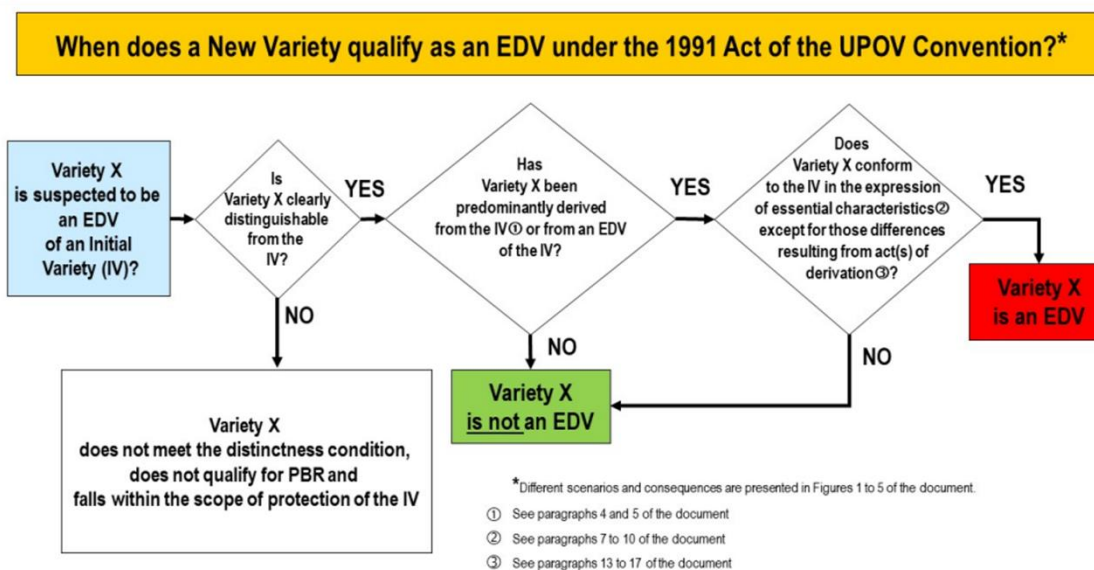 When does a New Variety qualify as an EDV under the 1991 Act of the UPOV Convention?*
Variety X
is suspected to be
an EDV
of an Initial
Variety (IV)?
Is
Variety X clearly
distinguishable
from the
IV?
YES
NO
Has
Variety X been
predominantly derived
from the IV① or from an EDV
of the IV?
YES
NO
Does
Variety X conform
to the IV in the expression
of essential characteristics②
except for those differences
resulting from act(s) of
derivation③?
YES
NO
Variety X
is an EDV
Variety X
is not an EDV
Variety X
does not meet the distinctness condition,
does not qualify for PBR and
falls within the scope of protection of the IV
*Different scenarios and consequences are presented in Figures 1 to 5 of the document.
① See paragraphs 4 and 5 of the document
② See paragraphs 7 to 10 of the document
③ See paragraphs 13 to 17 of the document